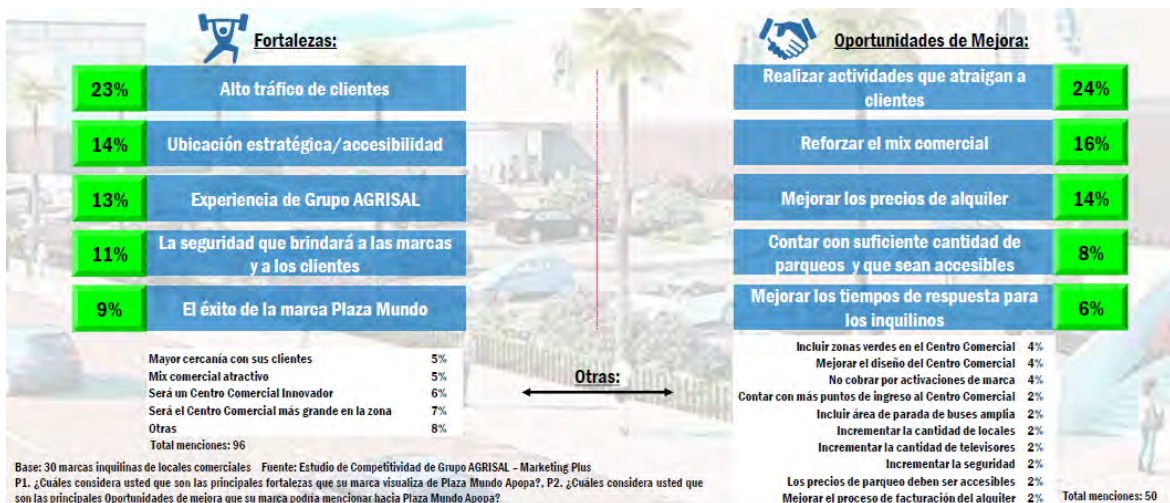 Fortalezas:
23% Alto tráfico de clientes
14% Ubicación estratégica/accesibilidad
13% Experiencia de Grupo AGRISAL
11% La seguridad que brindará a las marcas
y a los clientes
9% El éxito de la marca Plaza Mundo
Mayor cercanía con sus clientes 5%
Mix comercial atractivo 5%
Será un Centro Comercial Innovador 6%
Será el Centro Comercial más grande en la zona 7%
Otras 8%
Total menciones: 96
Otras:
Oportunidades de Mejora:
Realizar actividades que atraigan a
clientes 24%
Reforzar el mix comercial 16%
Mejorar los precios de alquiler 14%
Contar con suficiente cantidad de
parqueos y que sean accesibles 8%
Mejorar los tiempos de respuesta para
los inquilinos 6%
Incluir zonas verdes en el Centro Comercial 4%
Mejorar el diseño del Centro Comercial 4%
No cobrar por activaciones de marca 4%
Contar con más puntos de ingreso al Centro Comercial 2%
Incluir área de parada de buses amplia 2%
Incrementar la cantidad de locales 2%
Incrementar la cantidad de televisores 2%
Incrementar la seguridad 2%
Los precios de parqueo deben ser accesibles 2%
Mejorar el proceso de facturación del alquiler 2%
Total menciones: 50
Base: 30 marcas inquilinas de locales comerciales Fuente: Estudio de Competitividad de Grupo AGRISAL – Marketing Plus
P1. ¿Cuáles considera usted que son las principales fortalezas que su marca visualiza de Plaza Mundo Apopa?, P2. ¿Cuáles considera usted que
son las principales Oportunidades de mejora que su marca podría mencionar hacia Plaza Mundo Apopa?